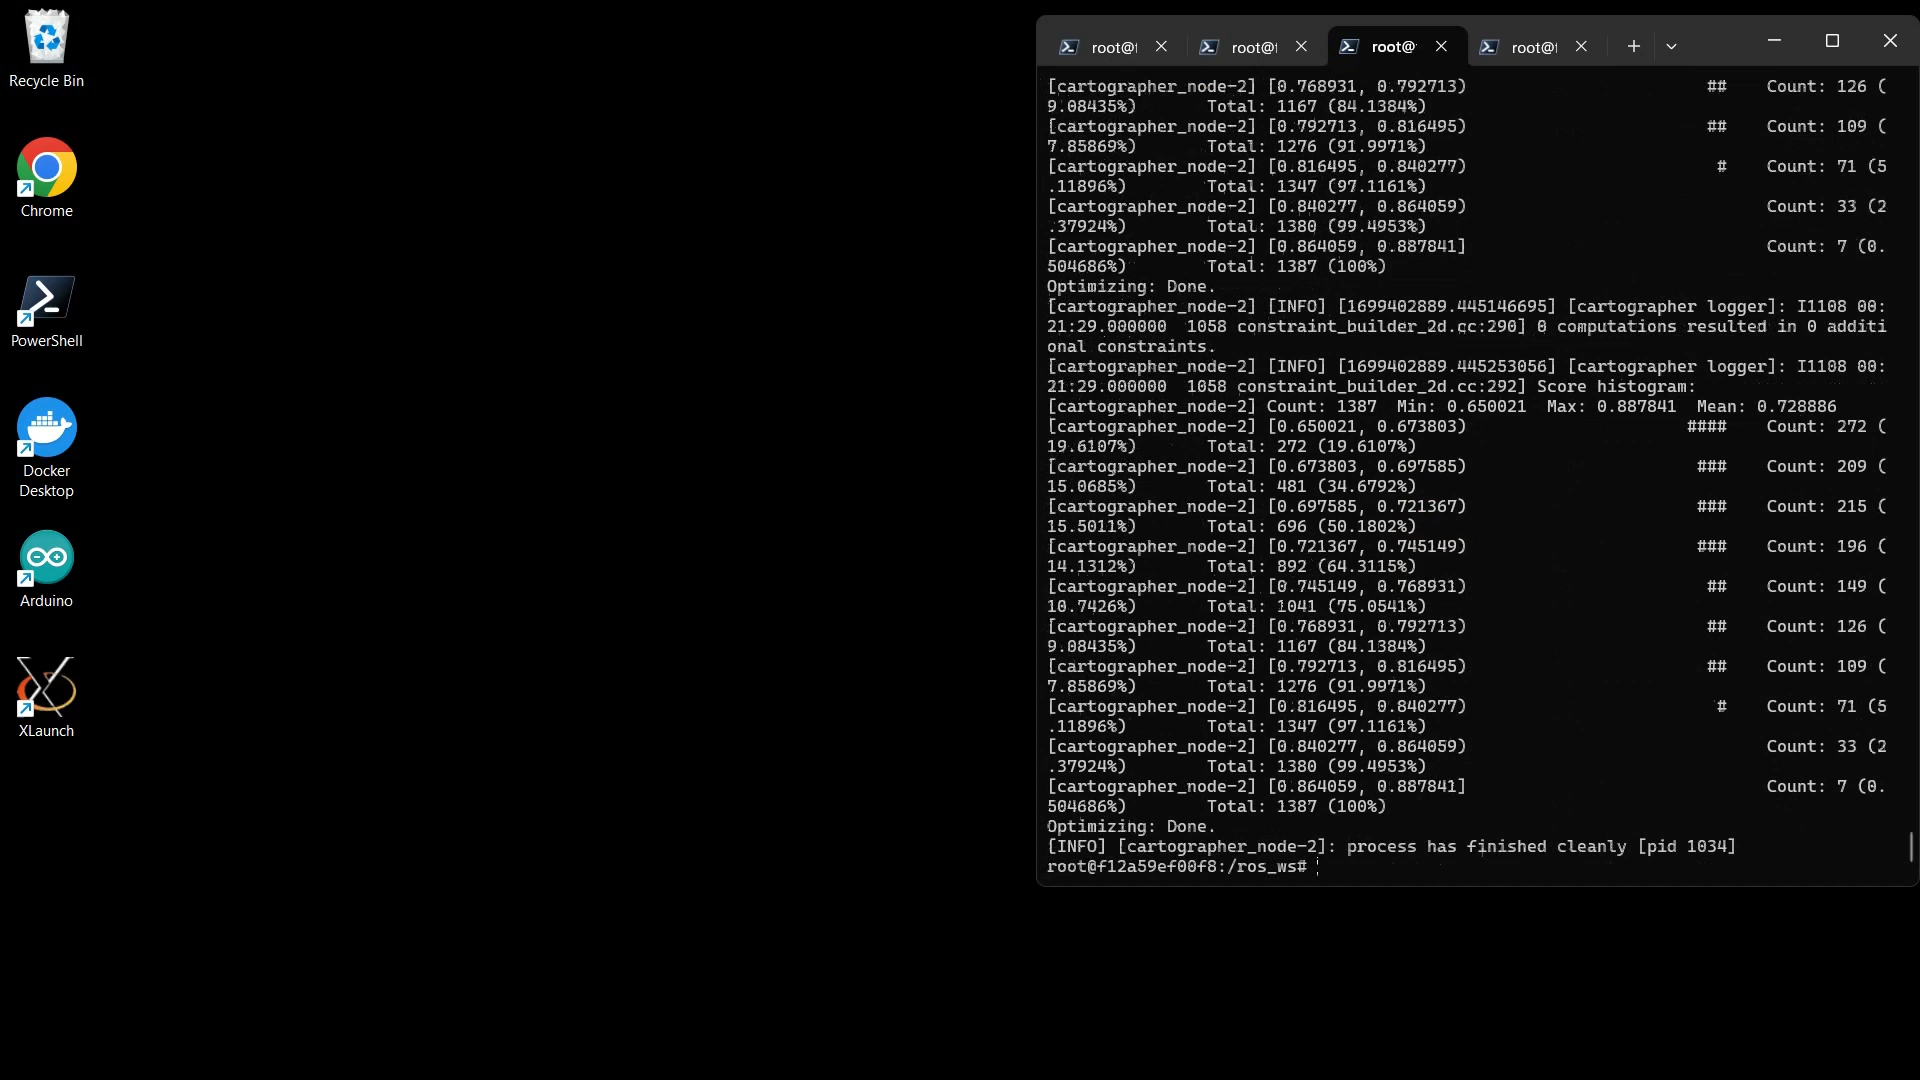 Recycle Bin
Chrome
PowerShell
Docker
Desktop
Arduino
XLaunch
root@f root@f root@ root@f
[cartographer_node-2] [0.768931, 0.792713) ## Count: 126 (
9.08435%) Total: 1167 (84.1384%)
[cartographer_node-2] [0.792713, 0.816495) ## Count: 109 (
7.85869%) Total: 1276 (91.9971%)
[cartographer_node-2] [0.816495, 0.840277) # Count: 71 (5
.11896%) Total: 1347 (97.1161%)
[cartographer_node-2] [0.840277, 0.864059) Count: 33 (2
.37924%) Total: 1380 (99.4953%)
[cartographer_node-2] [0.864059, 0.887841] Count: 7 (0.
504686%) Total: 1387 (100%)
Optimizing: Done.
[cartographer_node-2] [INFO] [1699402889.445146695] [cartographer logger]: I1108 00:
21:29.000000 1058 constraint_builder_2d.cc:290] 0 computations resulted in 0 additi
onal constraints.
[cartographer_node-2] [INFO] [1699402889.445253056] [cartographer logger]: I1108 00:
21:29.000000 1058 constraint_builder_2d.cc:292] Score histogram:
[cartographer_node-2] Count: 1387 Min: 0.650021 Max: 0.887841 Mean: 0.728886
[cartographer_node-2] [0.650021, 0.673803) #### Count: 272 (
19.6107%) Total: 272 (19.6107%)
[cartographer_node-2] [0.673803, 0.697585) ### Count: 209 (
15.0685%) Total: 481 (34.6792%)
[cartographer_node-2] [0.697585, 0.721367) ### Count: 215 (
15.5011%) Total: 696 (50.1802%)
[cartographer_node-2] [0.721367, 0.745149) ### Count: 196 (
14.1312%) Total: 892 (64.3115%)
[cartographer_node-2] [0.745149, 0.768931) ## Count: 149 (
10.7426%) Total: 1041 (75.0541%)
[cartographer_node-2] [0.768931, 0.792713) ## Count: 126 (
9.08435%) Total: 1167 (84.1384%)
[cartographer_node-2] [0.792713, 0.816495) ## Count: 109 (
7.85869%) Total: 1276 (91.9971%)
[cartographer_node-2] [0.816495, 0.840277) # Count: 71 (5
.11896%) Total: 1347 (97.1161%)
[cartographer_node-2] [0.840277, 0.864059) Count: 33 (2
.37924%) Total: 1380 (99.4953%)
[cartographer_node-2] [0.864059, 0.887841] Count: 7 (0.
504686%) Total: 1387 (100%)
Optimizing: Done.
[INFO] [cartographer_node-2]: process has finished cleanly [pid 1034]
root@f12a59ef00f8:/ros_ws#